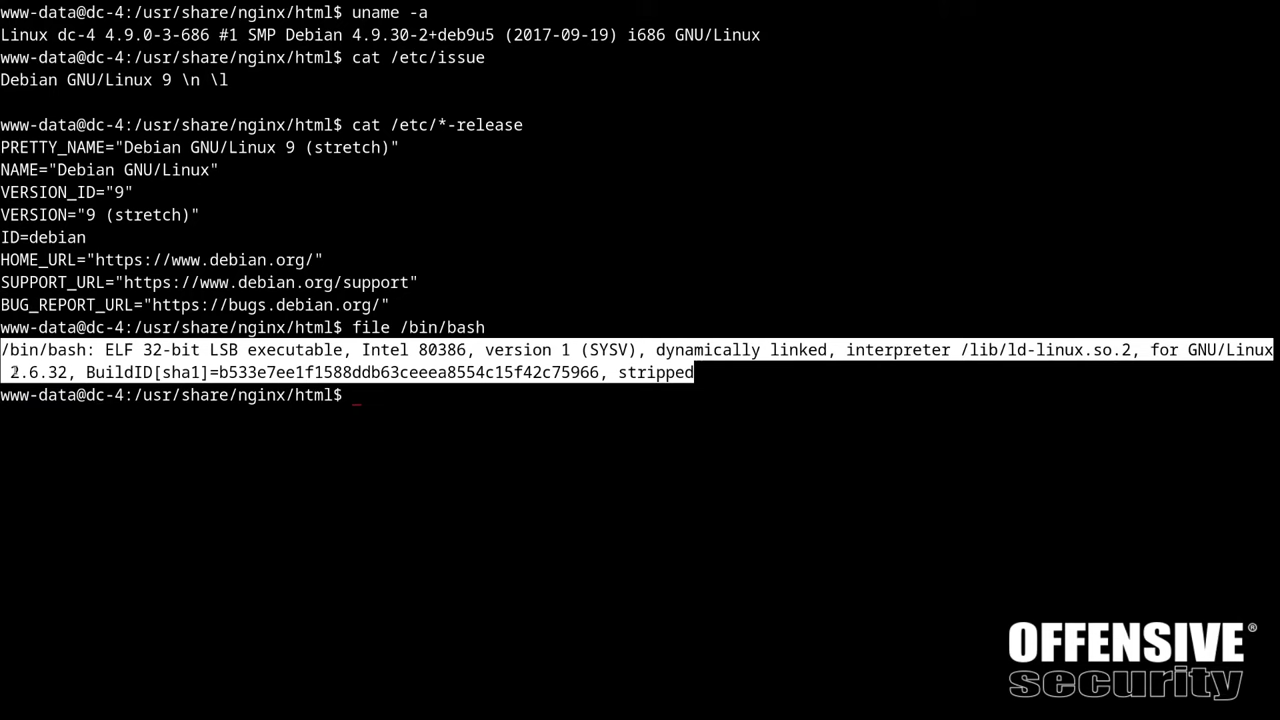 www-data@dc-4:/usr/share/nginx/html$ uname -a
Linux dc-4 4.9.0-3-686 #1 SMP Debian 4.9.30-2+deb9u5 (2017-09-19) i686 GNU/Linux
www-data@dc-4:/usr/share/nginx/html$ cat /etc/issue
Debian GNU/Linux 9 \n \l
www-data@dc-4:/usr/share/nginx/html$ cat /etc/*-release
PRETTY_NAME="Debian GNU/Linux 9 (stretch)"
NAME="Debian GNU/Linux"
VERSION_ID="9"
VERSION="9 (stretch)"
ID=debian
HOME_URL="https://www.debian.org/"
SUPPORT_URL="https://www.debian.org/support"
BUG_REPORT_URL="https://bugs.debian.org/"
www-data@dc-4:/usr/share/nginx/html$ file /bin/bash
/bin/bash: ELF 32-bit LSB executable, Intel 80386, version 1 (SYSV), dynamically linked, interpreter /lib/ld-linux.so.2, for GNU/Linux
2.6.32, BuildID[sha1]=b533e7ee1f1588ddb63ceeea8554c15f42c75966, stripped
www-data@dc-4:/usr/share/nginx/html$ _
OFFENSIVE®
security